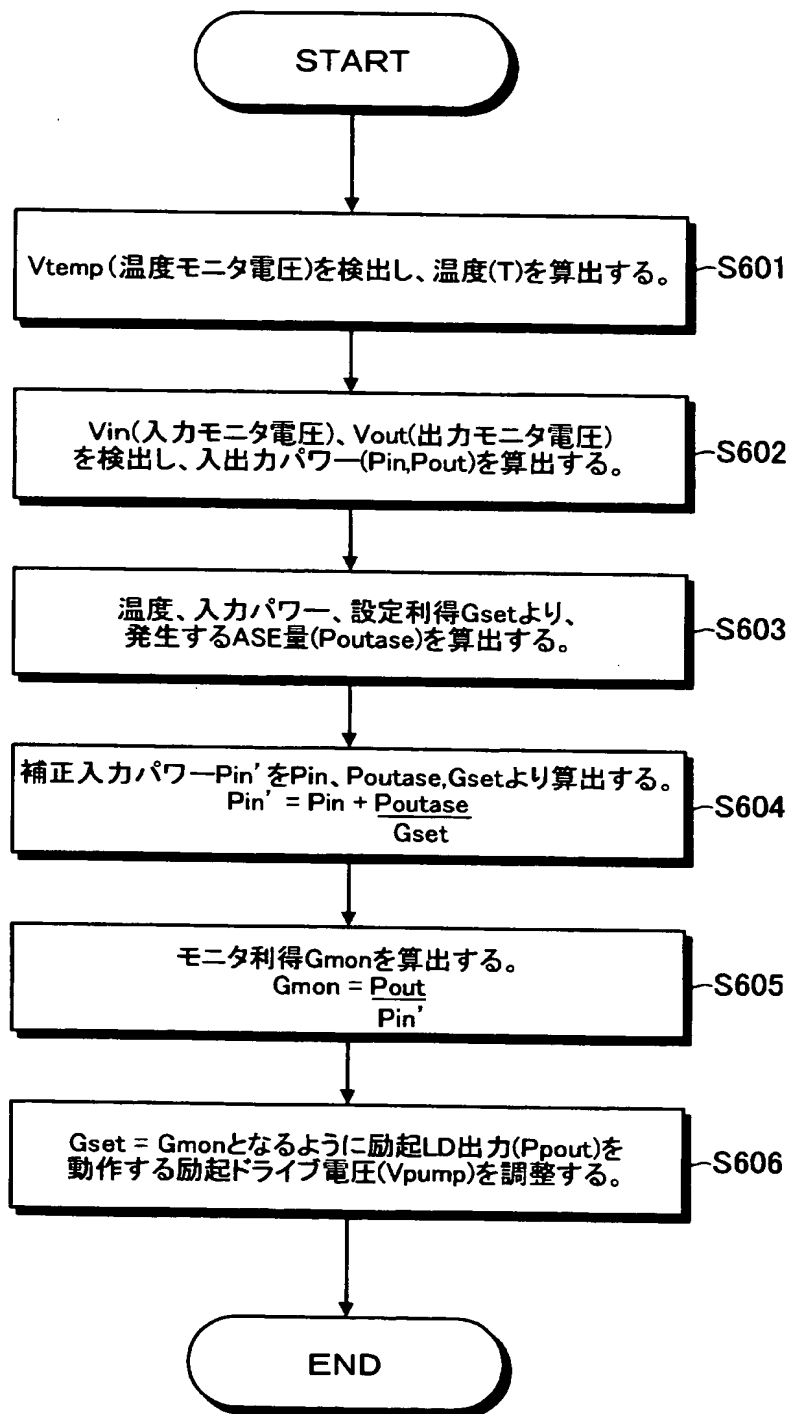 START
Vtemp(温度モニタ電圧)を検出し、温度(T)を算出する。
S601
Vin(入力モニタ電圧)、Vout(出力モニタ電圧)
を検出し、入出力パワー(Pin,Pout)を算出する。
S602
温度、入力パワー、設定利得Gsetより、
発生するASE量(Poutase)を算出する。
S603
補正入力パワーPin'をPin、Poutase,Gsetより算出する。
Pin' = Pin + Poutase
Gset
S604
モニタ利得Gmonを算出する。
Gmon = Pout
Pin'
S605
Gset = Gmonとなるように励起LD出力(Ppout)を
動作する励起ドライブ電圧(Vpump)を調整する。
S606
END